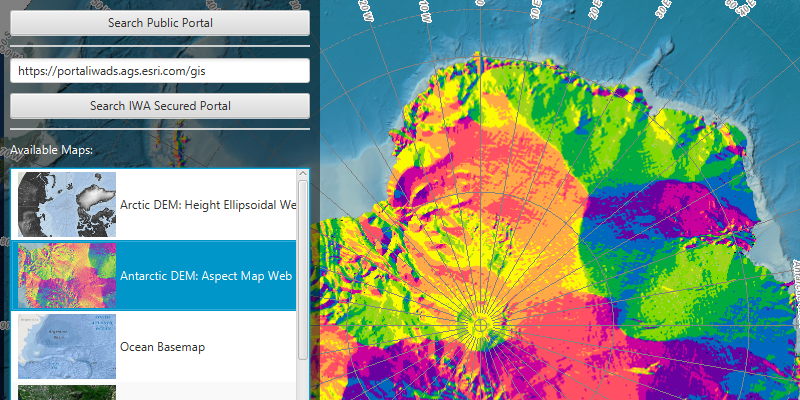 Search Public Portal
https://portaliwads.ags.esri.com/gis
Search IWA Secured Portal
Available Maps:
Arctic DEM: Height Ellipsoidal We
Antarctic DEM: Aspect Map Web
Ocean Basemap
20 W
10 W
0
10 E
20 E
30 E